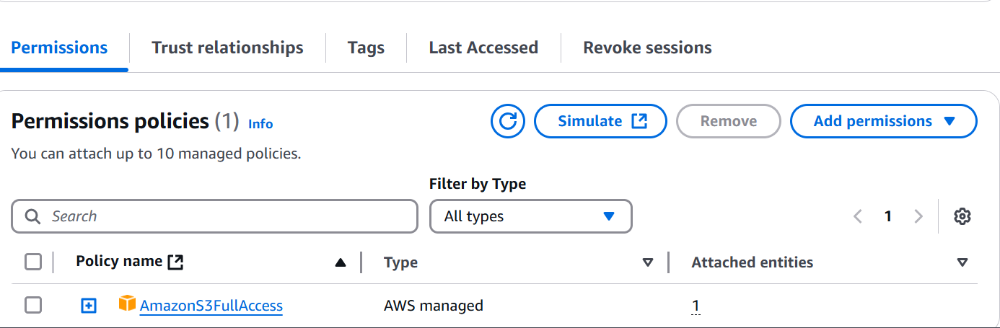 Permissions Trust relationships Tags Last Accessed Revoke sessions
Permissions policies (1) Info Simulate Remove Add permissions
You can attach up to 10 managed policies.
Filter by Type
Search All types 1
Policy name Type Attached entities
AmazonS3FullAccess AWS managed 1